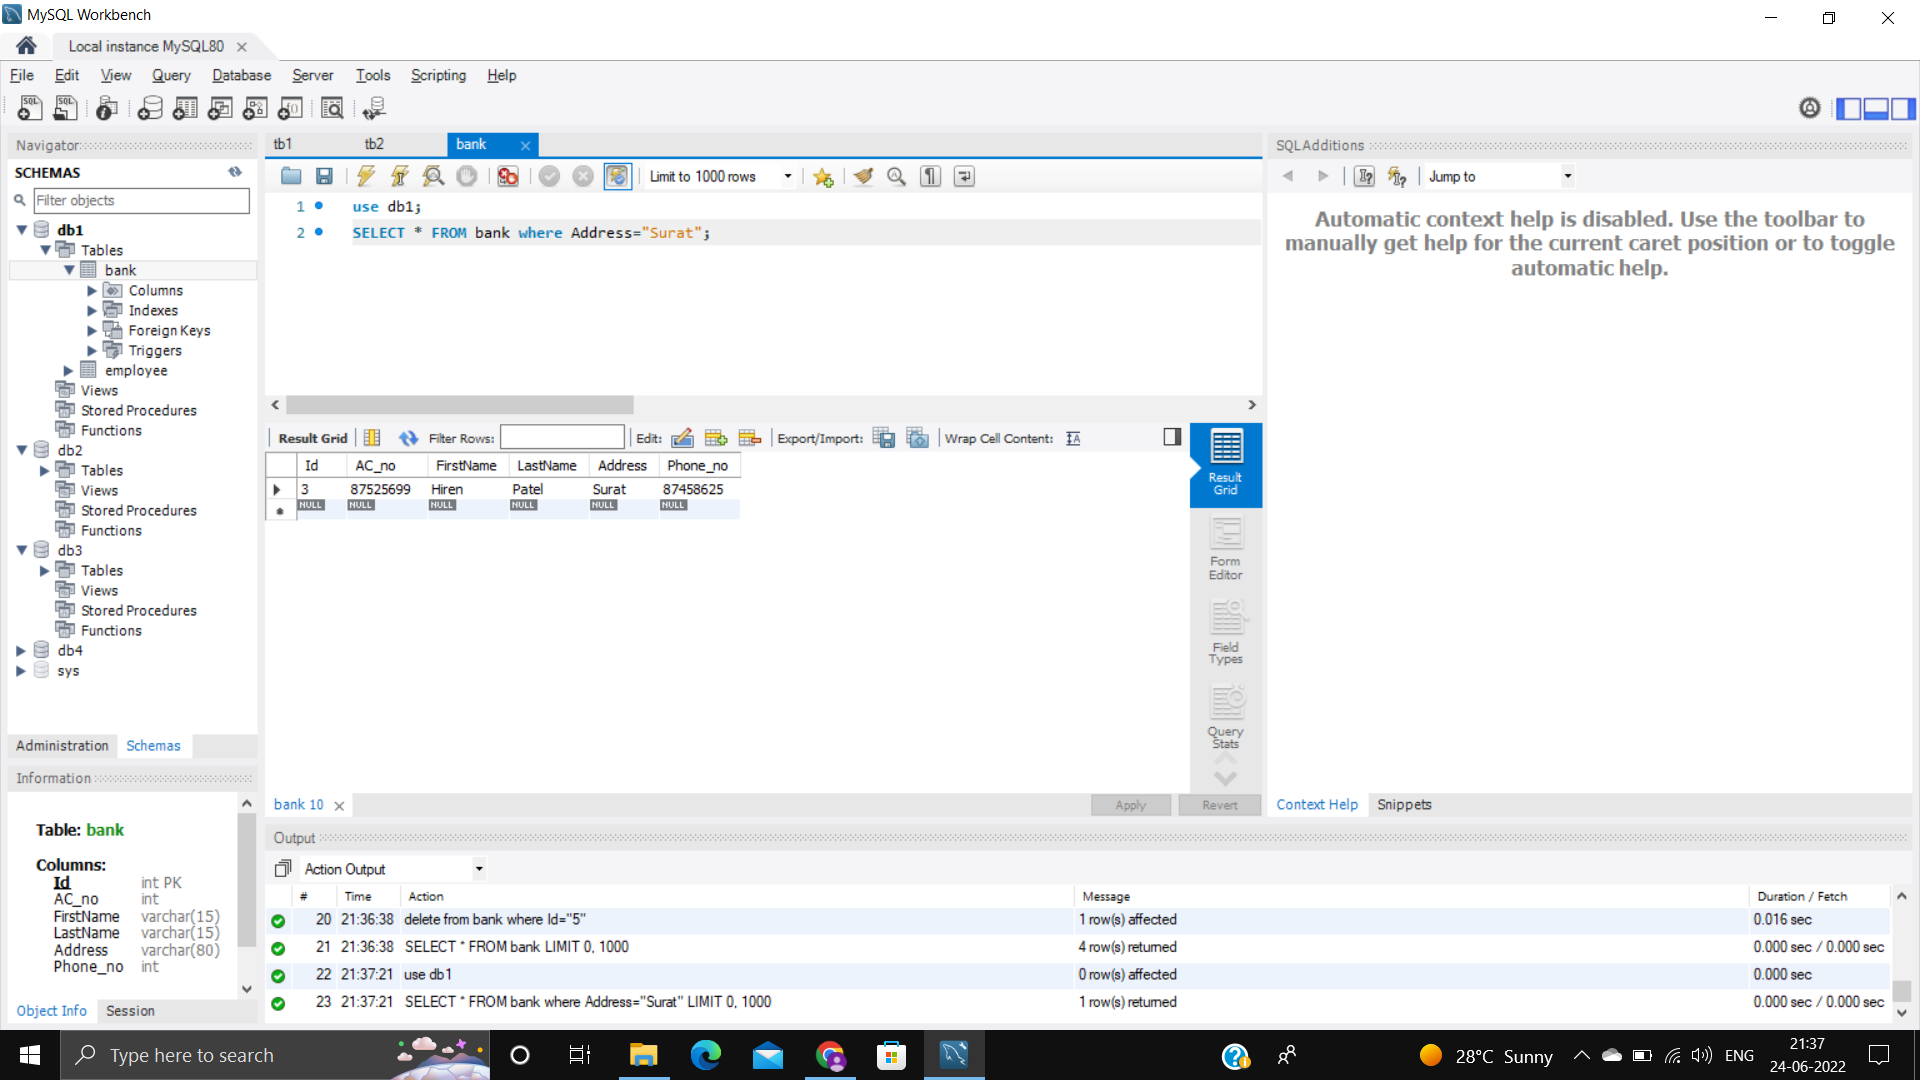 MySQL Workbench
Local instance MySQL80
File Edit View Query Database Server Tools Scripting Help
Navigator
SCHEMAS
Filter objects
db1
Tables
bank
Columns
Indexes
Foreign Keys
Triggers
employee
Views
Stored Procedures
Functions
db2
Tables
Views
Stored Procedures
Functions
db3
Tables
Views
Stored Procedures
Functions
db4
sys
Administration Schemas
Information
Table: bank
Columns:
Id int PK
AC_no int
FirstName varchar(15)
LastName varchar(15)
Address varchar(80)
Phone_no int
Object Info Session
tb1 tb2 bank
Limit to 1000 rows
1 use db1;
2 SELECT * FROM bank where Address="Surat";
Result Grid Filter Rows: Edit: Export/Import: Wrap Cell Content:
Id AC_no FirstName LastName Address Phone_no
3 87525699 Hiren Patel Surat 87458625
NULL NULL NULL NULL NULL NULL
Result
Grid
Form
Editor
Field
Types
Query
Stats
bank 10 Apply Revert
SQLAdditions
Jump to
Automatic context help is disabled. Use the toolbar to
manually get help for the current caret position or to toggle
automatic help.
Context Help Snippets
Output
Action Output
# Time Action Message Duration / Fetch
20 21:36:38 delete from bank where Id="5" 1 row(s) affected 0.016 sec
21 21:36:38 SELECT * FROM bank LIMIT 0, 1000 4 row(s) returned 0.000 sec / 0.000 sec
22 21:37:21 use db1 0 row(s) affected 0.000 sec
23 21:37:21 SELECT * FROM bank where Address="Surat" LIMIT 0, 1000 1 row(s) returned 0.000 sec / 0.000 sec
Type here to search
28°C Sunny ENG
21:37
24-06-2022